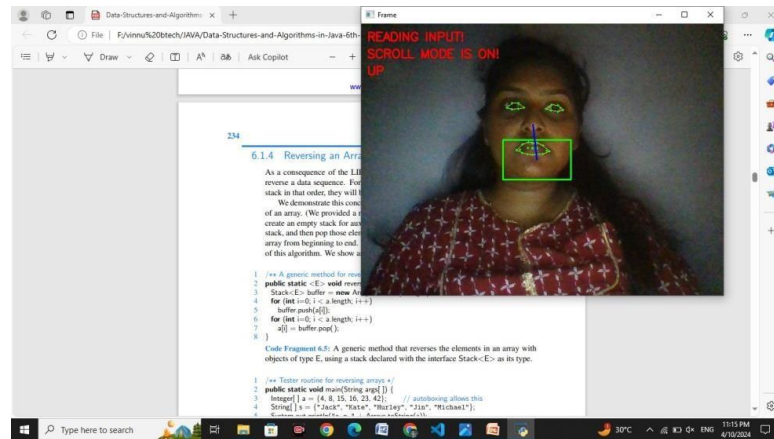 Data-Structures-and-Algorithms
File
F:/vinnu%20btech/JAVA/Data-Structures-and-Algorithms-in-Java-6th-
Draw
aあ
Ask Copilot
Frame
READING INPUT!
SCROLL MODE IS ON!
UP
www
234
6.1.4 Reversing an Arra
As a consequence of the LI
reverse a data sequence. For
stack in that order, they will
We demonstrate this conc
of an array. (We provided a
create an empty stack for aux
stack, and then pop those elem
array from beginning to end.
of this algorithm. We show a
1 /** A generic method for reve
2 public static <E> void revers
3 Stack<E> buffer = new Arr
4 for (int i=0; i < a.length; i++)
5 buffer.push(a[i]);
6 for (int i=0; i < a.length; i++)
7 a[i] = buffer.pop( );
8 }
Code Fragment 6.5: A generic method that reverses the elements in an array with
objects of type E, using a stack declared with the interface Stack<E> as its type.
1 /** Tester routine for reversing arrays */
2 public static void main(String args[ ]) {
3 Integer[ ] a = {4, 8, 15, 16, 23, 42}; // autoboxing allows this
4 String[ ] s = {"Jack", "Kate", "Hurley", "Jin", "Michael"};
Type here to search
30°C
ENG
11:15 PM
4/10/2024